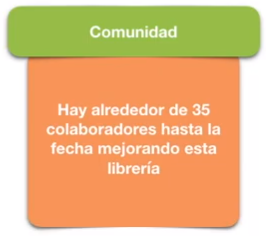 Comunidad
Hay alrededor de 35
colaboradores hasta la
fecha mejorando esta
librería